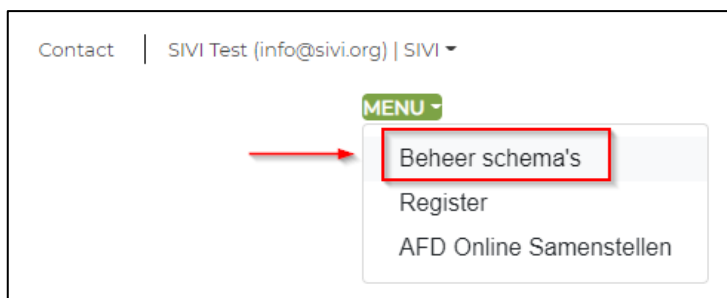 Contact | SIVI Test (info@sivi.org) | SIVI
MENU
Beheer schema's
Register
AFD Online Samenstellen